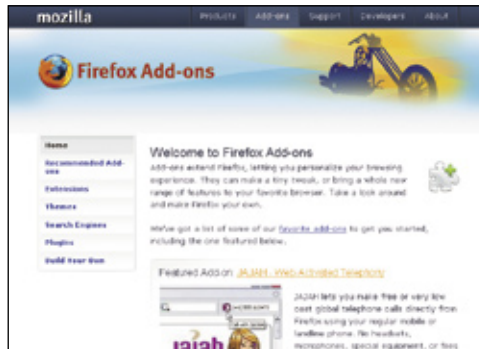 mozilla
Products Add-ons Support Developers About
Firefox Add-ons
Home
Recommended Add-
ons
Extensions
Themes
Search Engines
Plugins
Build Your Own
Welcome to Firefox Add-ons
Add-ons extend Firefox, letting you personalize your browsing
experience. They can make a tiny tweak, or bring a whole new
range of features to your favorite browser. Take a look around
and make Firefox your own.
We've got a list of some of our favorite add-ons to get you started,
including the one featured below.
Featured Add-on: JAJAH - Web-Activated Telephony
jajah
JAJAH lets you make free or very low
cost global telephone calls directly from
Firefox using your regular mobile or
landline phone. No headsets,
microphones, special equipment, or fees